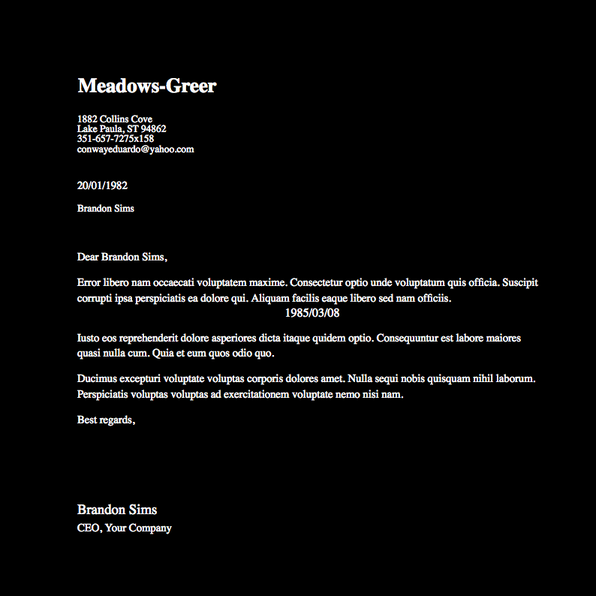 Meadows-Greer
1882 Collins Cove
Lake Paula, ST 94862
351-657-7275x158
conwayeduardo@yahoo.com
20/01/1982
Brandon Sims
Dear Brandon Sims,
Error libero nam occaecati voluptatem maxime. Consectetur optio unde voluptatum quis officia. Suscipit
corrupti ipsa perspiciatis ea dolore qui. Aliquam facilis eaque libero sed nam officiis.
1985/03/08
Iusto eos reprehenderit dolore asperiores dicta itaque quidem optio. Consequuntur est labore maiores
quasi nulla cum. Quia et eum quos odio quo.
Ducimus excepturi voluptate voluptas corporis dolores amet. Nulla sequi nobis quisquam nihil laborum.
Perspiciatis voluptas voluptas ad exercitationem voluptate nemo nisi nam.
Best regards,
Brandon Sims
CEO, Your Company